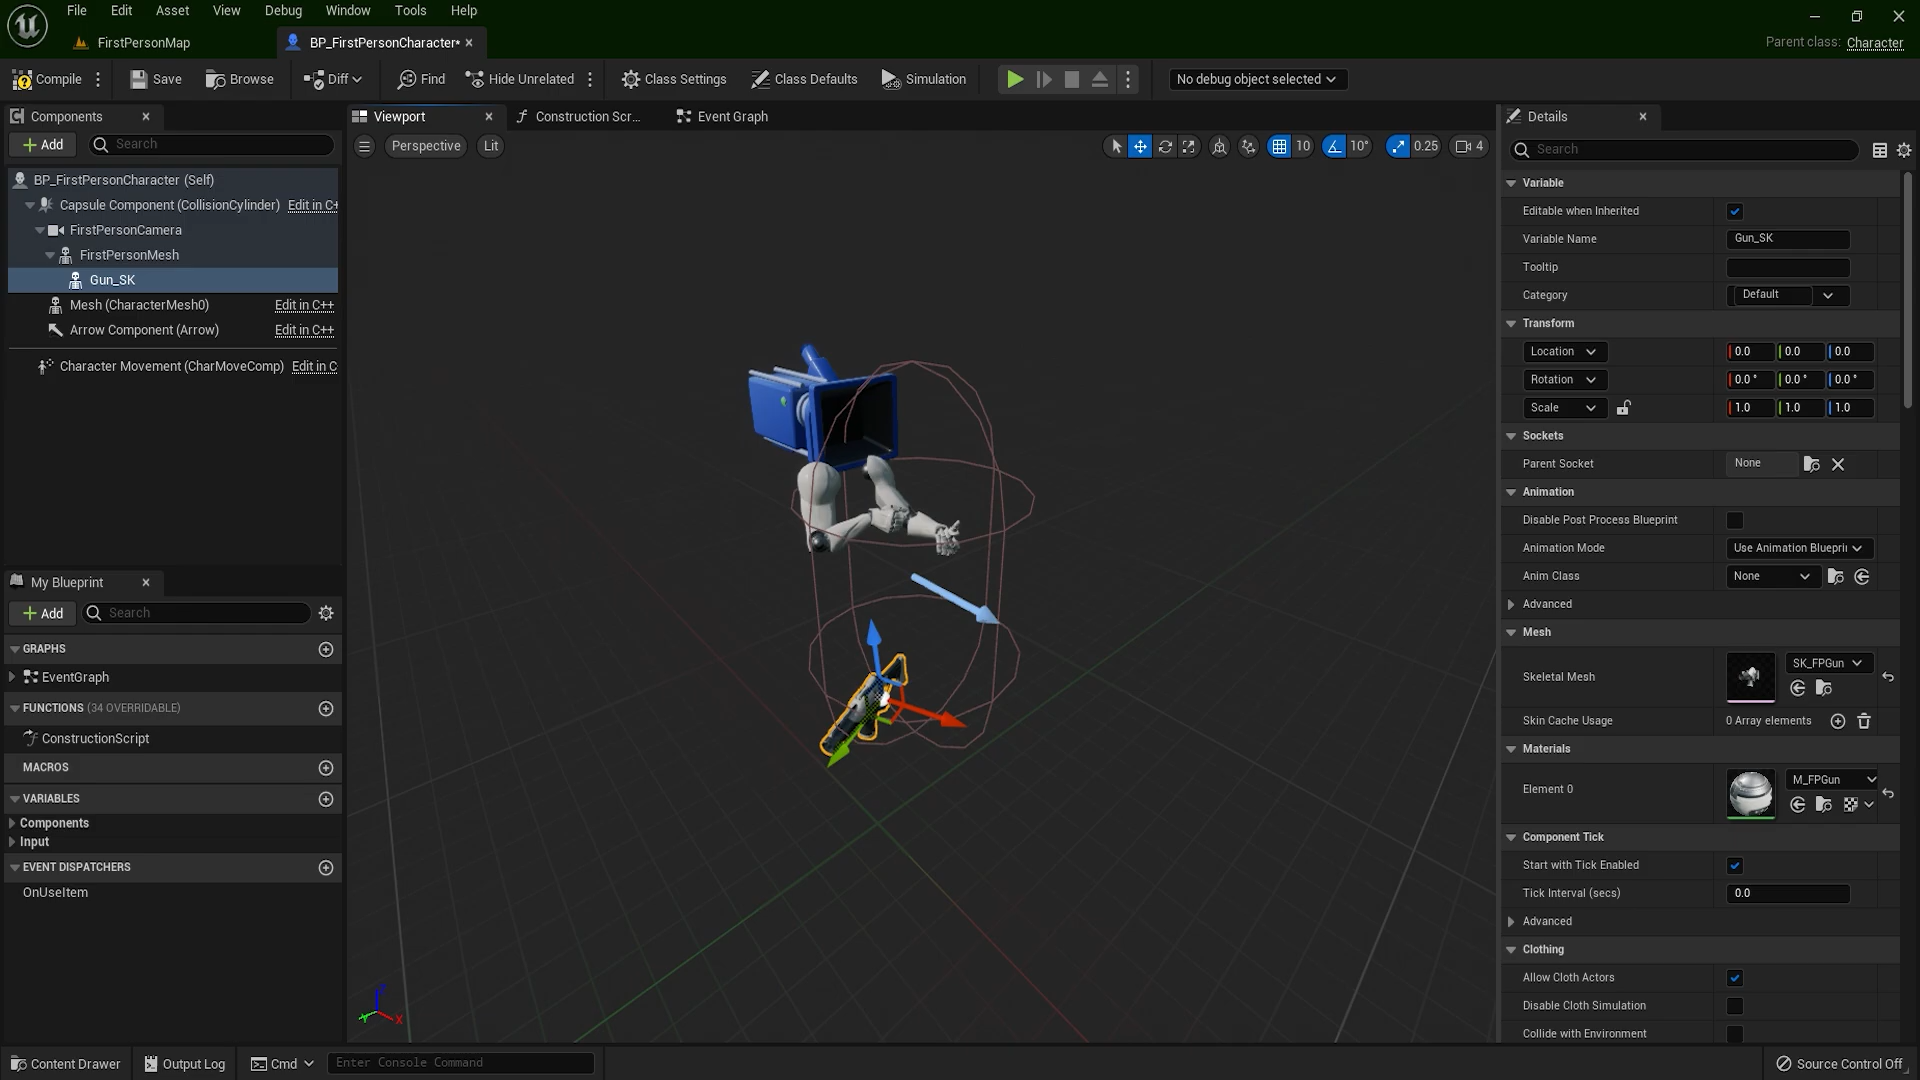 File Edit View Asset Debug Window Tools Help
FirstPersonMap
BP_FirstPersonCharacter*
Parent class: Character
Compile Save Browse Diff Find Hide Unrelated Class Settings Class Defaults Simulation No debug object selected
Components
Add Search
BP_FirstPersonCharacter (Self)
Capsule Component (CollisionCylinder) Edit in C+
FirstPersonCamera
FirstPersonMesh
Gun_SK
Mesh (CharacterMesh0) Edit in C++
Arrow Component (Arrow) Edit in C++
Character Movement (CharMoveComp) Edit in C
My Blueprint
Add Search
GRAPHS
EventGraph
FUNCTIONS (34 OVERRIDABLE)
ConstructionScript
MACROS
VARIABLES
Components
Input
EVENT DISPATCHERS
OnUseItem
Viewport Construction Scr... Event Graph
Perspective Lit 10 10° 0.25 4
Z
Y X
Details
Search
Variable
Editable when Inherited
Variable Name Gun_SK
Tooltip
Category Default
Transform
Location 0.0 0.0 0.0
Rotation 0.0 ° 0.0 ° 0.0 °
Scale 1.0 1.0 1.0
Sockets
Parent Socket None
Animation
Disable Post Process Blueprint
Animation Mode Use Animation Blueprin
Anim Class None
Advanced
Mesh
Skeletal Mesh SK_FPGun
Skin Cache Usage 0 Array elements
Materials
Element 0 M_FPGun
Component Tick
Start with Tick Enabled
Tick Interval (secs) 0.0
Advanced
Clothing
Allow Cloth Actors
Disable Cloth Simulation
Collide with Environment
Content Drawer Output Log Cmd Enter Console Command Source Control Off